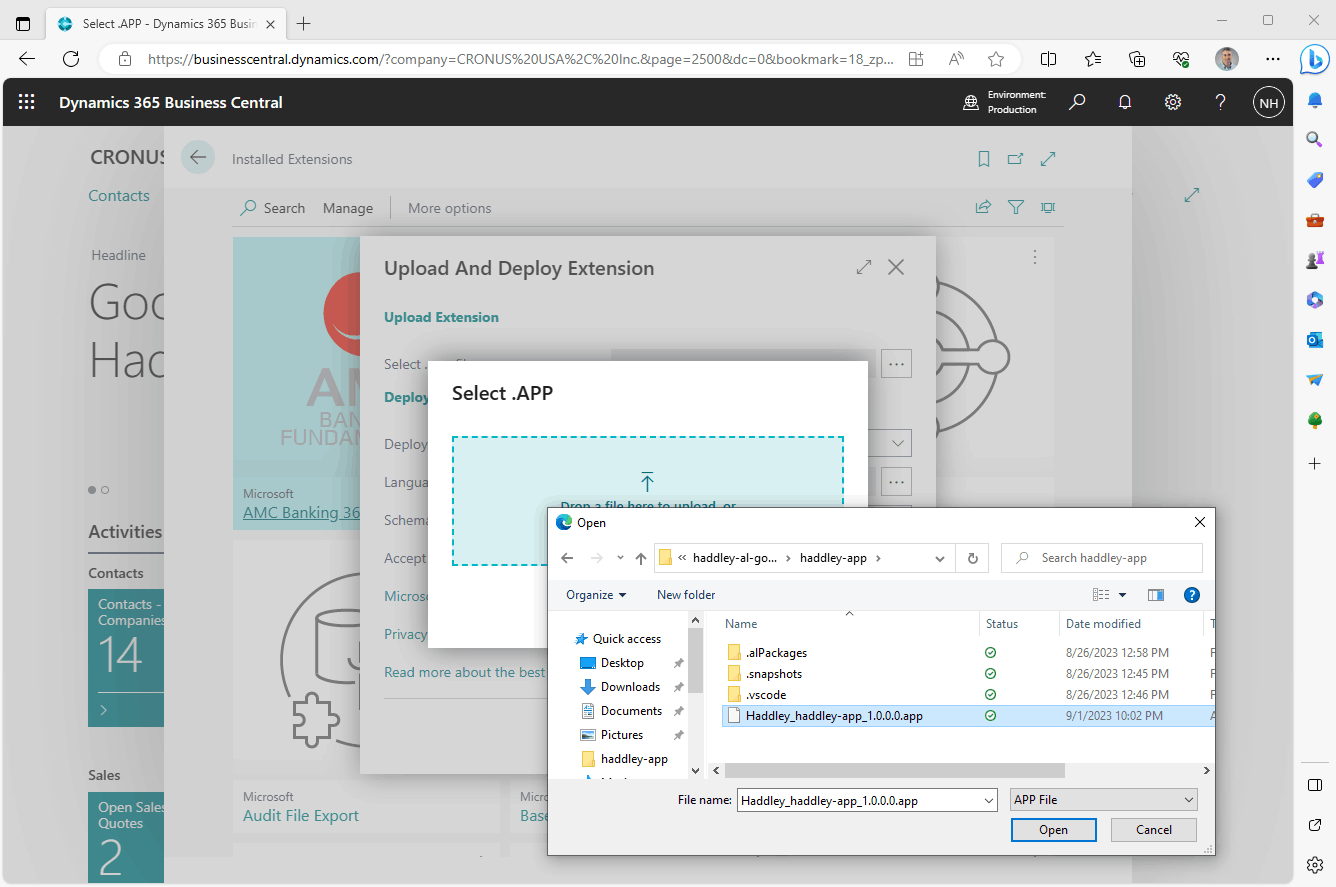 Select .APP - Dynamics 365 Busin
https://businesscentral.dynamics.com/?company=CRONUS%20USA%2C%20Inc.&page=2500&dc=0&bookmark=18_zp...
Dynamics 365 Business Central
Environment:
Production
NH
CRONUS
Installed Extensions
Contacts
Search
Manage
More options
Headline
Upload And Deploy Extension
Upload Extension
Select .
Select .APP
Deploy
BAN
FUNDAM
Deploy
Langua
Drop a file here to upload, or
Microsoft
AMC Banking 36
Schema
Accept
Microso
Privacy
Read more about the best
Activities
Contacts
Contacts -
Companies
14
Sales
Open Sales
Quotes
2
Microsoft
Audit File Export
Micro
Base
Open
haddley-al-go...
haddley-app
Search haddley-app
Organize
New folder
Name
Status
Date modified
Quick access
Desktop
Downloads
Documents
Pictures
haddley-app
.alPackages
8/26/2023 12:58 PM
.snapshots
8/26/2023 12:45 PM
.vscode
8/26/2023 12:46 PM
Haddley_haddley-app_1.0.0.0.app
9/1/2023 10:02 PM
File name:
Haddley_haddley-app_1.0.0.0.app
APP File
Open
Cancel